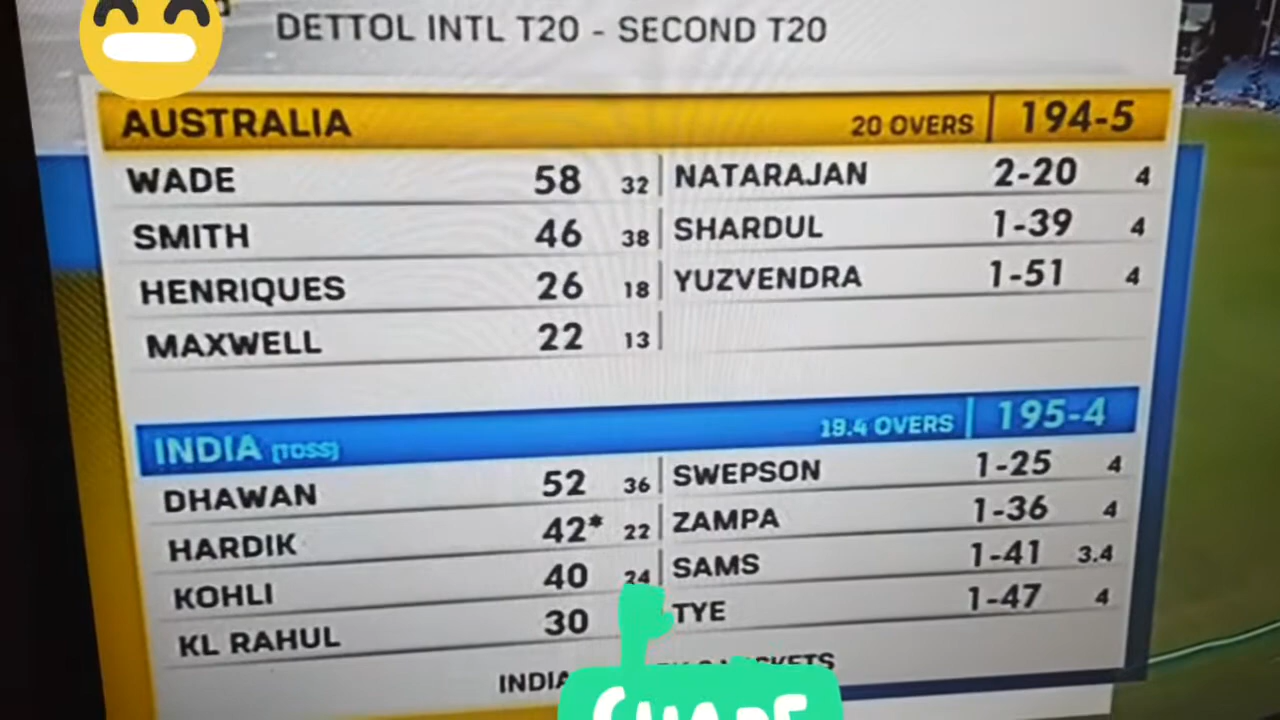 DETTOL INTL T20 - SECOND T20
AUSTRALIA 20 OVERS 194-5
WADE 58 32 NATARAJAN 2-20 4
SMITH 46 38 SHARDUL 1-39 4
HENRIQUES 26 18 YUZVENDRA 1-51 4
MAXWELL 22 13
INDIA (TOSS) 19.4 OVERS 195-4
DHAWAN 52 36 SWEPSON 1-25 4
HARDIK 42* 22 ZAMPA 1-36 4
KOHLI 40 24 SAMS 1-41 3.4
KL RAHUL 30 TYE 1-47 4
INDIA